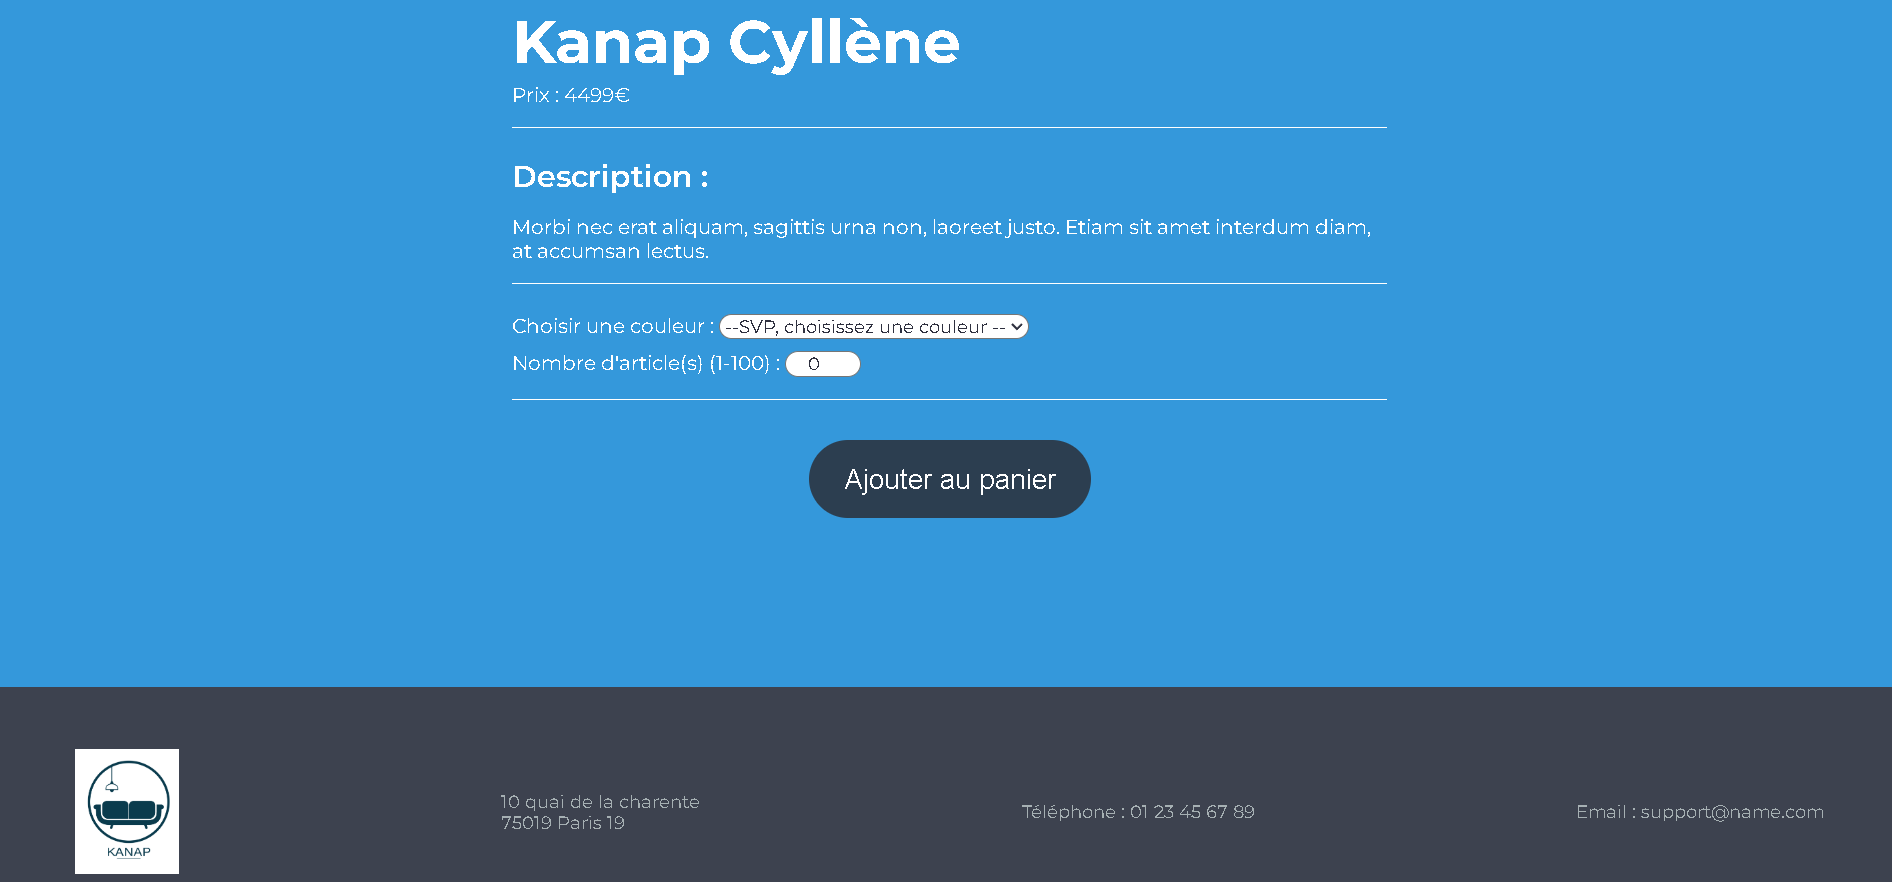 Kanap Cyllène
Prix : 4499€
Description :
Morbi nec erat aliquam, sagittis urna non, laoreet justo. Etiam sit amet interdum diam,
at accumsan lectus.
Choisir une couleur : --SVP, choisissez une couleur --
Nombre d'article(s) (1-100) : 0
Ajouter au panier
KANAP
10 quai de la charente
75019 Paris 19
Téléphone : 01 23 45 67 89
Email : support@name.com